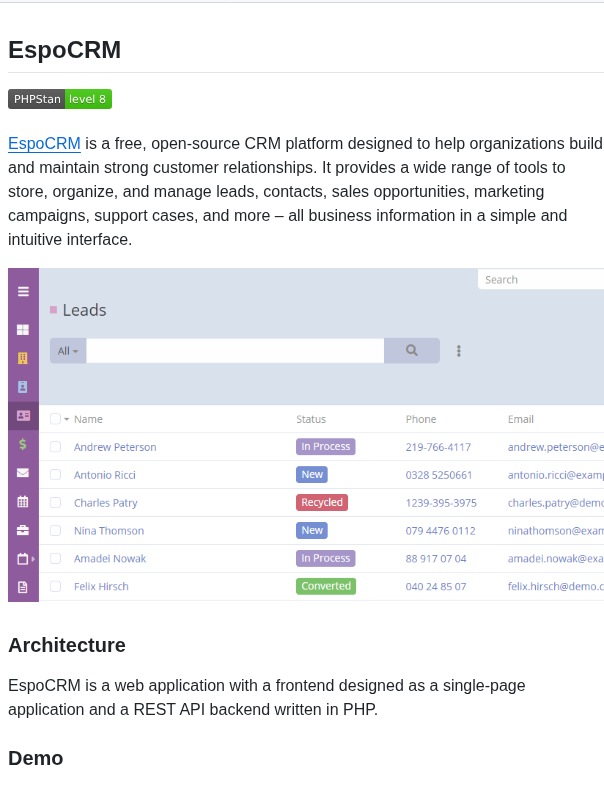 EspoCRM
PHPStan level 8
EspoCRM is a free, open-source CRM platform designed to help organizations build
and maintain strong customer relationships. It provides a wide range of tools to
store, organize, and manage leads, contacts, sales opportunities, marketing
campaigns, support cases, and more – all business information in a simple and
intuitive interface.
Search
Leads
All
Name Status Phone Email
Andrew Peterson In Process 219-766-4117 andrew.peterson@e
Antonio Ricci New 0328 5250661 antonio.ricci@examp
Charles Patry Recycled 1239-395-3975 charles.patry@demo
Nina Thomson New 079 4476 0112 ninathomson@exam
Amadei Nowak In Process 88 917 07 04 amadei.nowak@exa
Felix Hirsch Converted 040 24 85 07 felix.hirsch@demo.c
Architecture
EspoCRM is a web application with a frontend designed as a single-page
application and a REST API backend written in PHP.
Demo